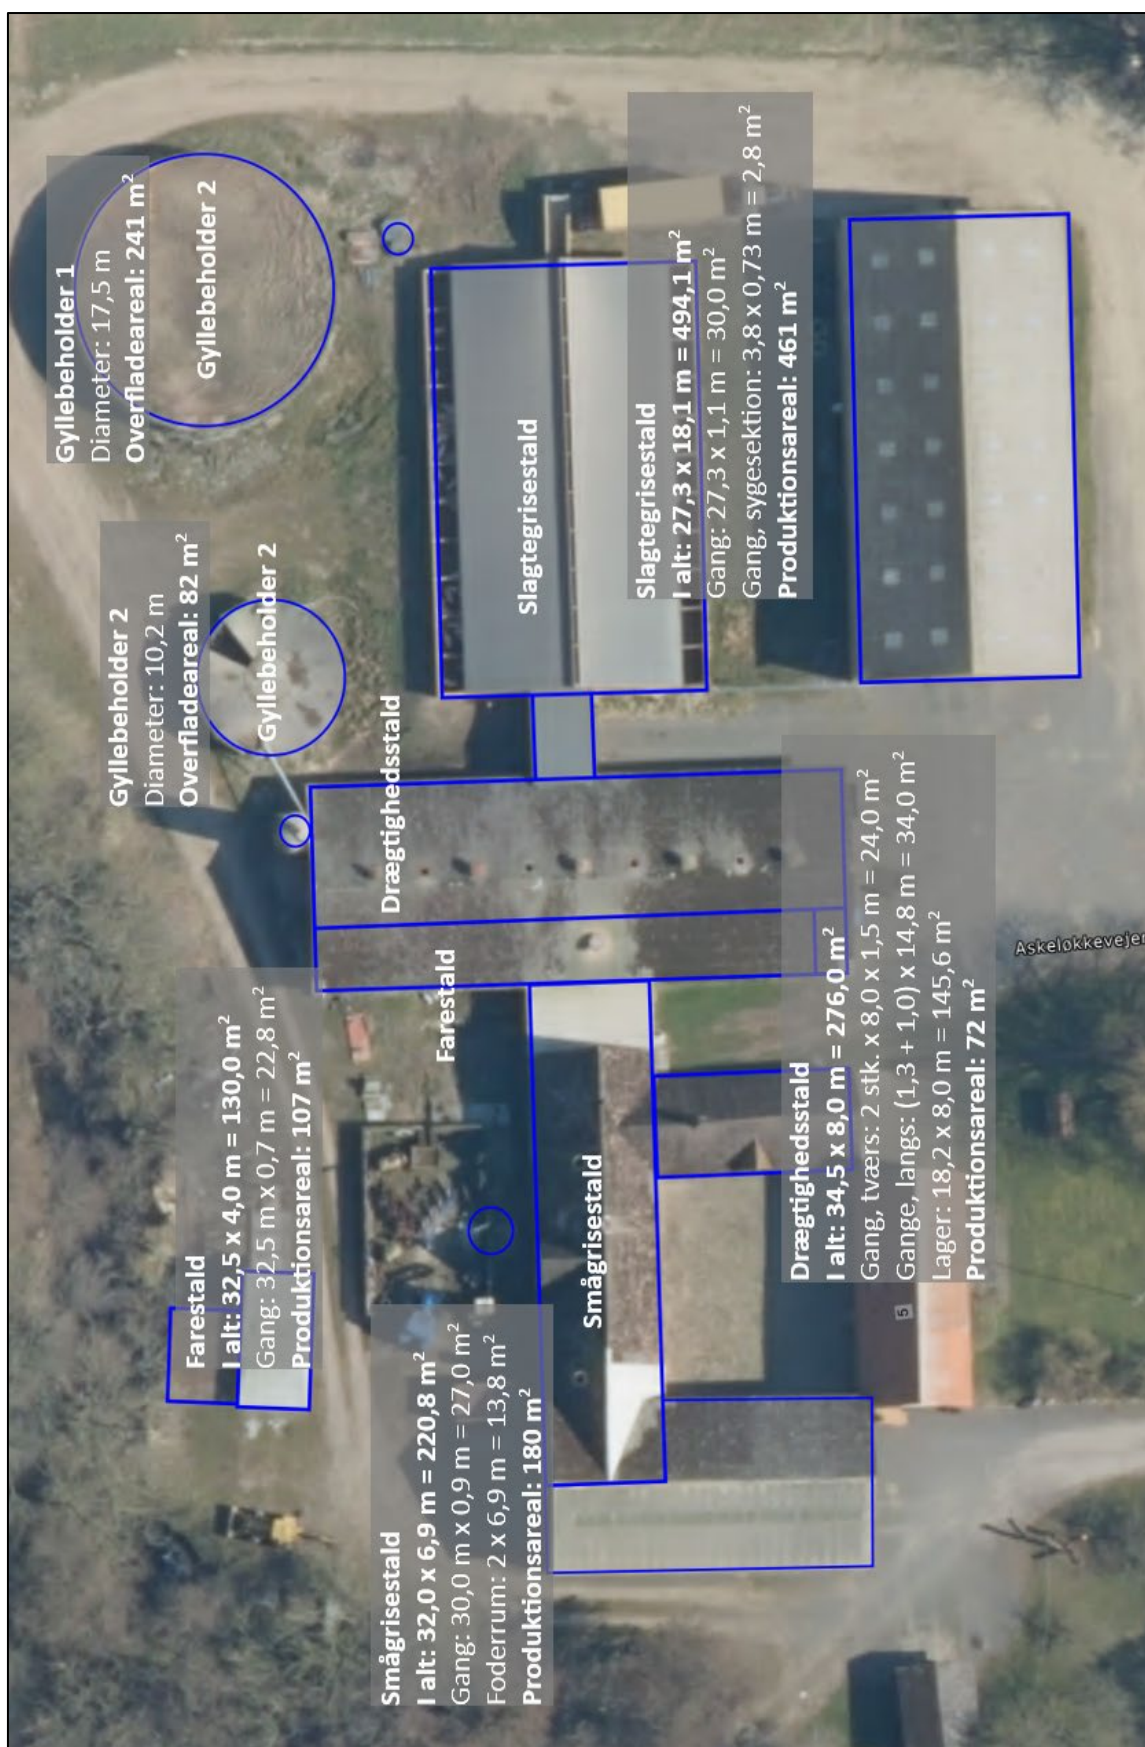 Gyllebeholder 1
Diameter: 17,5 m
Overfladeareal: 241 m²
Gyllebeholder 2
Gyllebeholder 2
Diameter: 10,2 m
Overfladeareal: 82 m²
Gyllebeholder 2
Farestald
I alt: 32,5 x 4,0 m = 130,0 m²
Gang: 32,5 m x 0,7 m = 22,8 m²
Produktionsareal: 107 m²
Farestald
Drægtighedsstald
Slagtegrisestald
Slagtegrisestald
I alt: 27,3 x 18,1 m = 494,1 m²
Gang: 27,3 x 1,1 m = 30,0 m²
Gang, sygesektion: 3,8 x 0,73 m = 2,8 m²
Produktionsareal: 461 m²
Smågrisestald
I alt: 32,0 x 6,9 m = 220,8 m²
Gang: 30,0 m x 0,9 m = 27,0 m²
Foderrum: 2 x 6,9 m = 13,8 m²
Produktionsareal: 180 m²
Smågrisestald
Drægtighedsstald
I alt: 34,5 x 8,0 m = 276,0 m²
Gang, tværs: 2 stk. x 8,0 x 1,5 m = 24,0 m²
Gange, langs: (1,3 + 1,0) x 14,8 m = 34,0 m²
Lager: 18,2 x 8,0 m = 145,6 m²
Produktionsareal: 72 m²
5
Askeløkkevejen